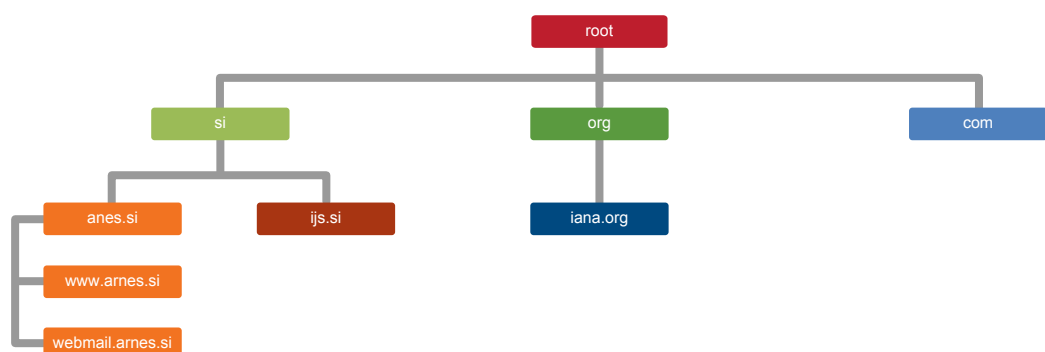 root
si
org
com
anes.si
ijs.si
iana.org
www.arnes.si
webmail.arnes.si